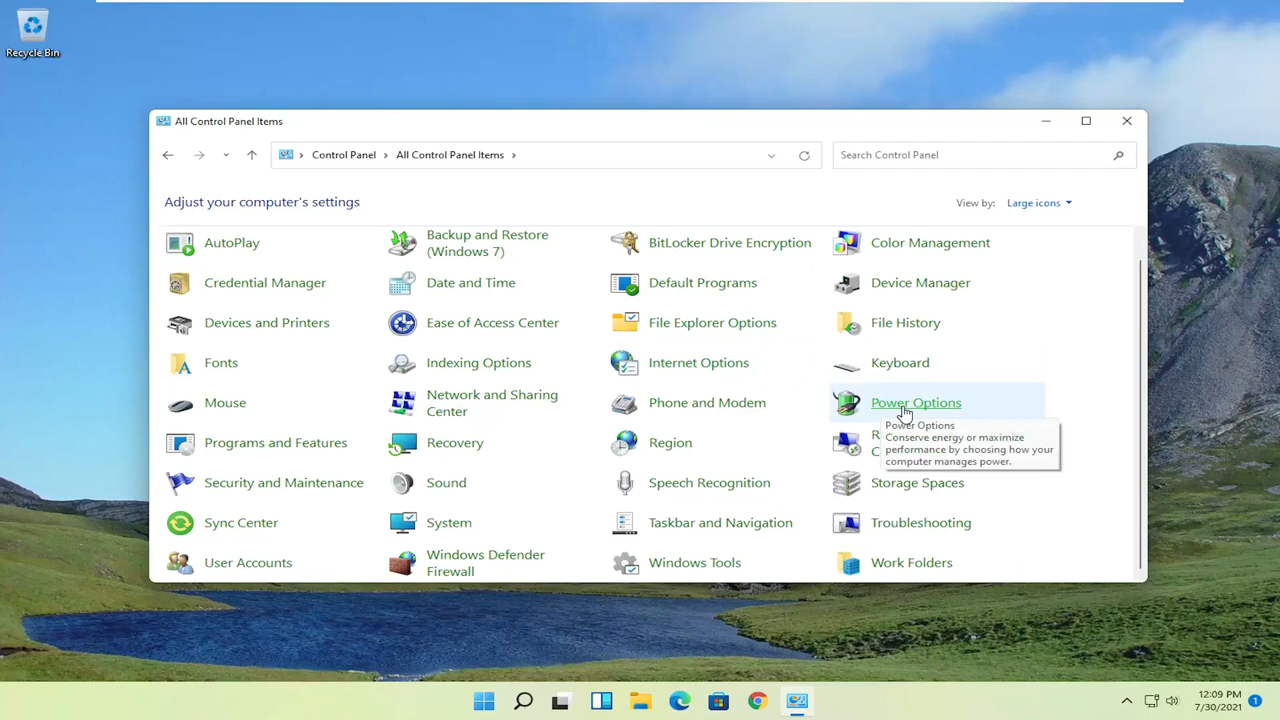 Recycle Bin
All Control Panel Items
Control Panel
All Control Panel Items
Search Control Panel
Adjust your computer's settings
View by:
Large icons
AutoPlay
Backup and Restore
(Windows 7)
BitLocker Drive Encryption
Color Management
Credential Manager
Date and Time
Default Programs
Device Manager
Devices and Printers
Ease of Access Center
File Explorer Options
File History
Fonts
Indexing Options
Internet Options
Keyboard
Mouse
Network and Sharing
Center
Phone and Modem
Power Options
Power Options
Conserve energy or maximize
performance by choosing how your
computer manages power.
Programs and Features
Recovery
Region
Security and Maintenance
Sound
Speech Recognition
Storage Spaces
Sync Center
System
Taskbar and Navigation
Troubleshooting
User Accounts
Windows Defender
Firewall
Windows Tools
Work Folders
12:09 PM
7/30/2021
1